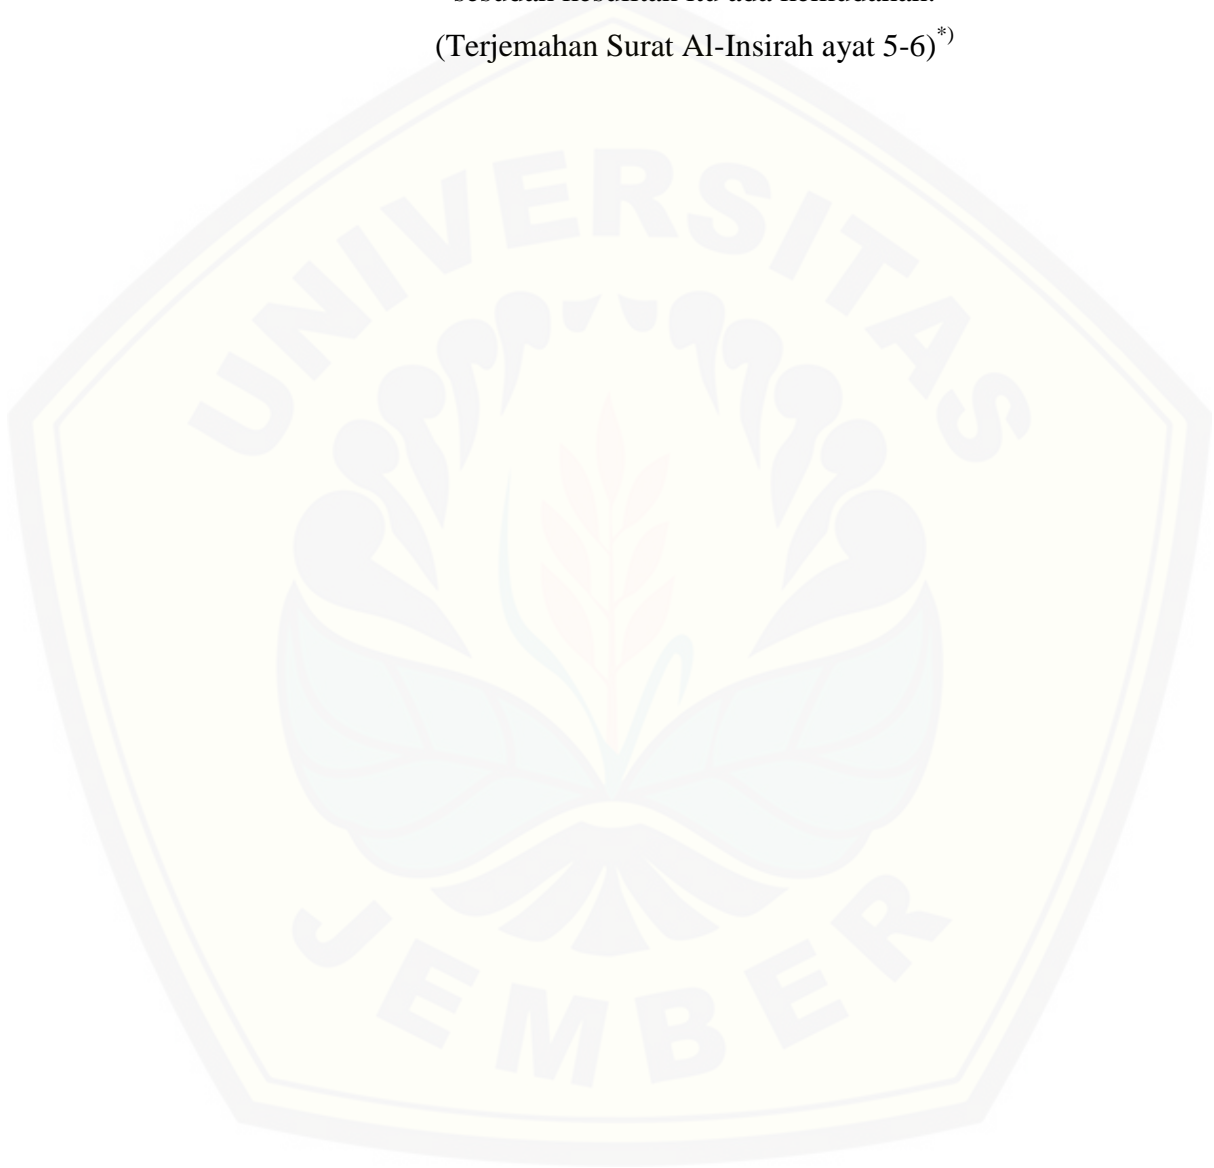 sesudah kesulitan itu ada kemudahan.
(Terjemahan Surat Al-Insirah ayat 5-6)*)
UNIVERSITAS
JEMBER